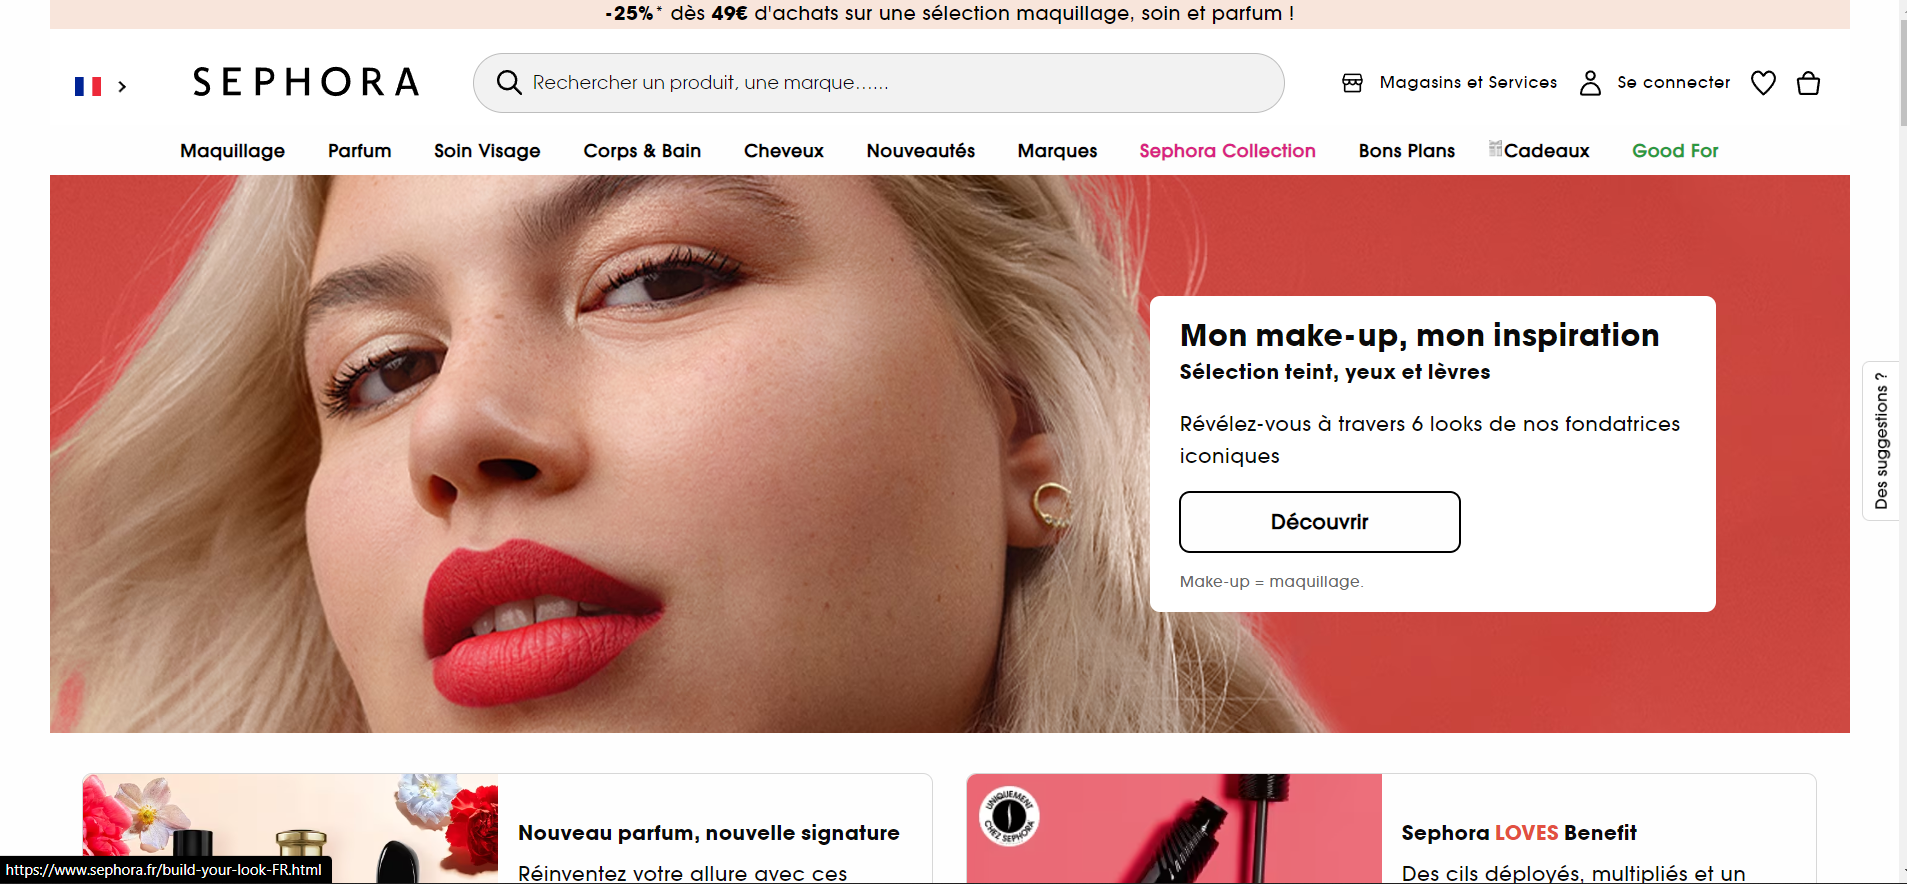 -25%* dès 49€ d'achats sur une sélection maquillage, soin et parfum !
SEPHORA
Rechercher un produit, une marque......
Magasins et Services
Se connecter
Maquillage
Parfum
Soin Visage
Corps & Bain
Cheveux
Nouveautés
Marques
Sephora Collection
Bons Plans
Cadeaux
Good For
Mon make-up, mon inspiration
Sélection teint, yeux et lèvres
Révélez-vous à travers 6 looks de nos fondatrices
iconiques
Découvrir
Make-up = maquillage.
Des suggestions ?
Nouveau parfum, nouvelle signature
Réinventez votre allure avec ces
UNIQUEMENT
CHEZ SEPHORA
Sephora LOVES Benefit
Des cils déployés, multipliés et un
https://www.sephora.fr/build-your-look-FR.html